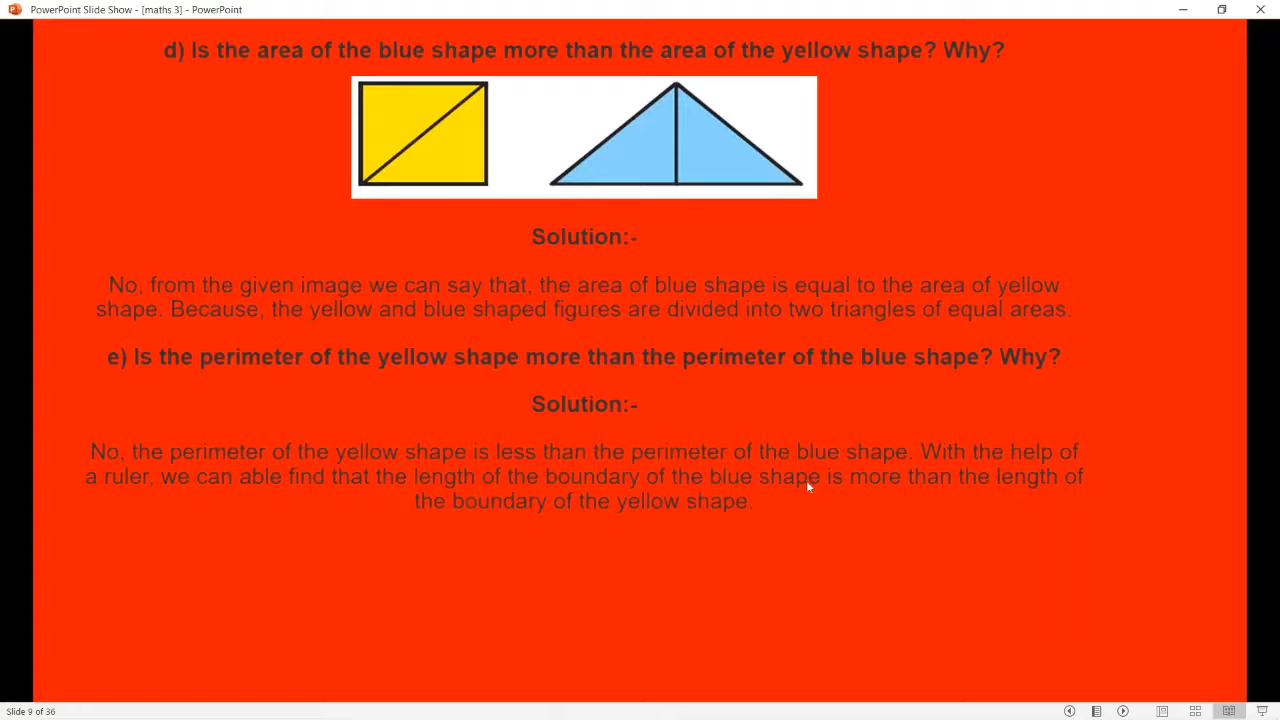 PowerPoint Slide Show - [maths 3] - PowerPoint
d) Is the area of the blue shape more than the area of the yellow shape? Why?
Solution:-
No, from the given image we can say that, the area of blue shape is equal to the area of yellow
shape. Because, the yellow and blue shaped figures are divided into two triangles of equal areas.
e) Is the perimeter of the yellow shape more than the perimeter of the blue shape? Why?
Solution:-
No, the perimeter of the yellow shape is less than the perimeter of the blue shape. With the help of
a ruler, we can able find that the length of the boundary of the blue shape is more than the length of
the boundary of the yellow shape.
Slide 9 of 36